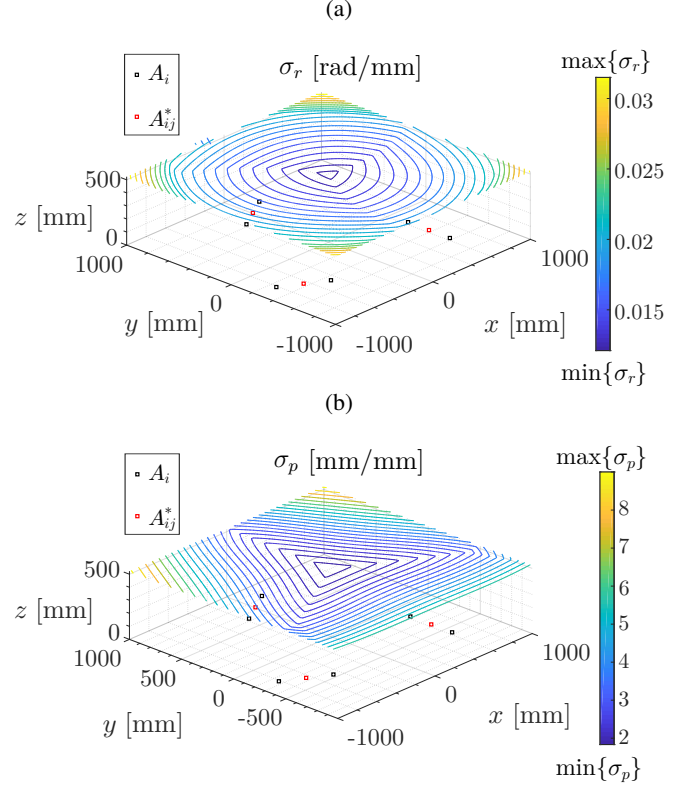 (a)
A_i
A*_ij
σ_r [rad/mm]
max{σ_r}
0.03
0.025
0.02
0.015
min{σ_r}
500
z [mm]
0
1000
0
-1000
y [mm]
-1000
0
1000
x [mm]
(b)
A_i
A*_ij
σ_p [mm/mm]
max{σ_p}
8
7
6
5
4
3
2
min{σ_p}
500
z [mm]
0
1000
500
0
-500
y [mm]
-1000
0
1000
x [mm]